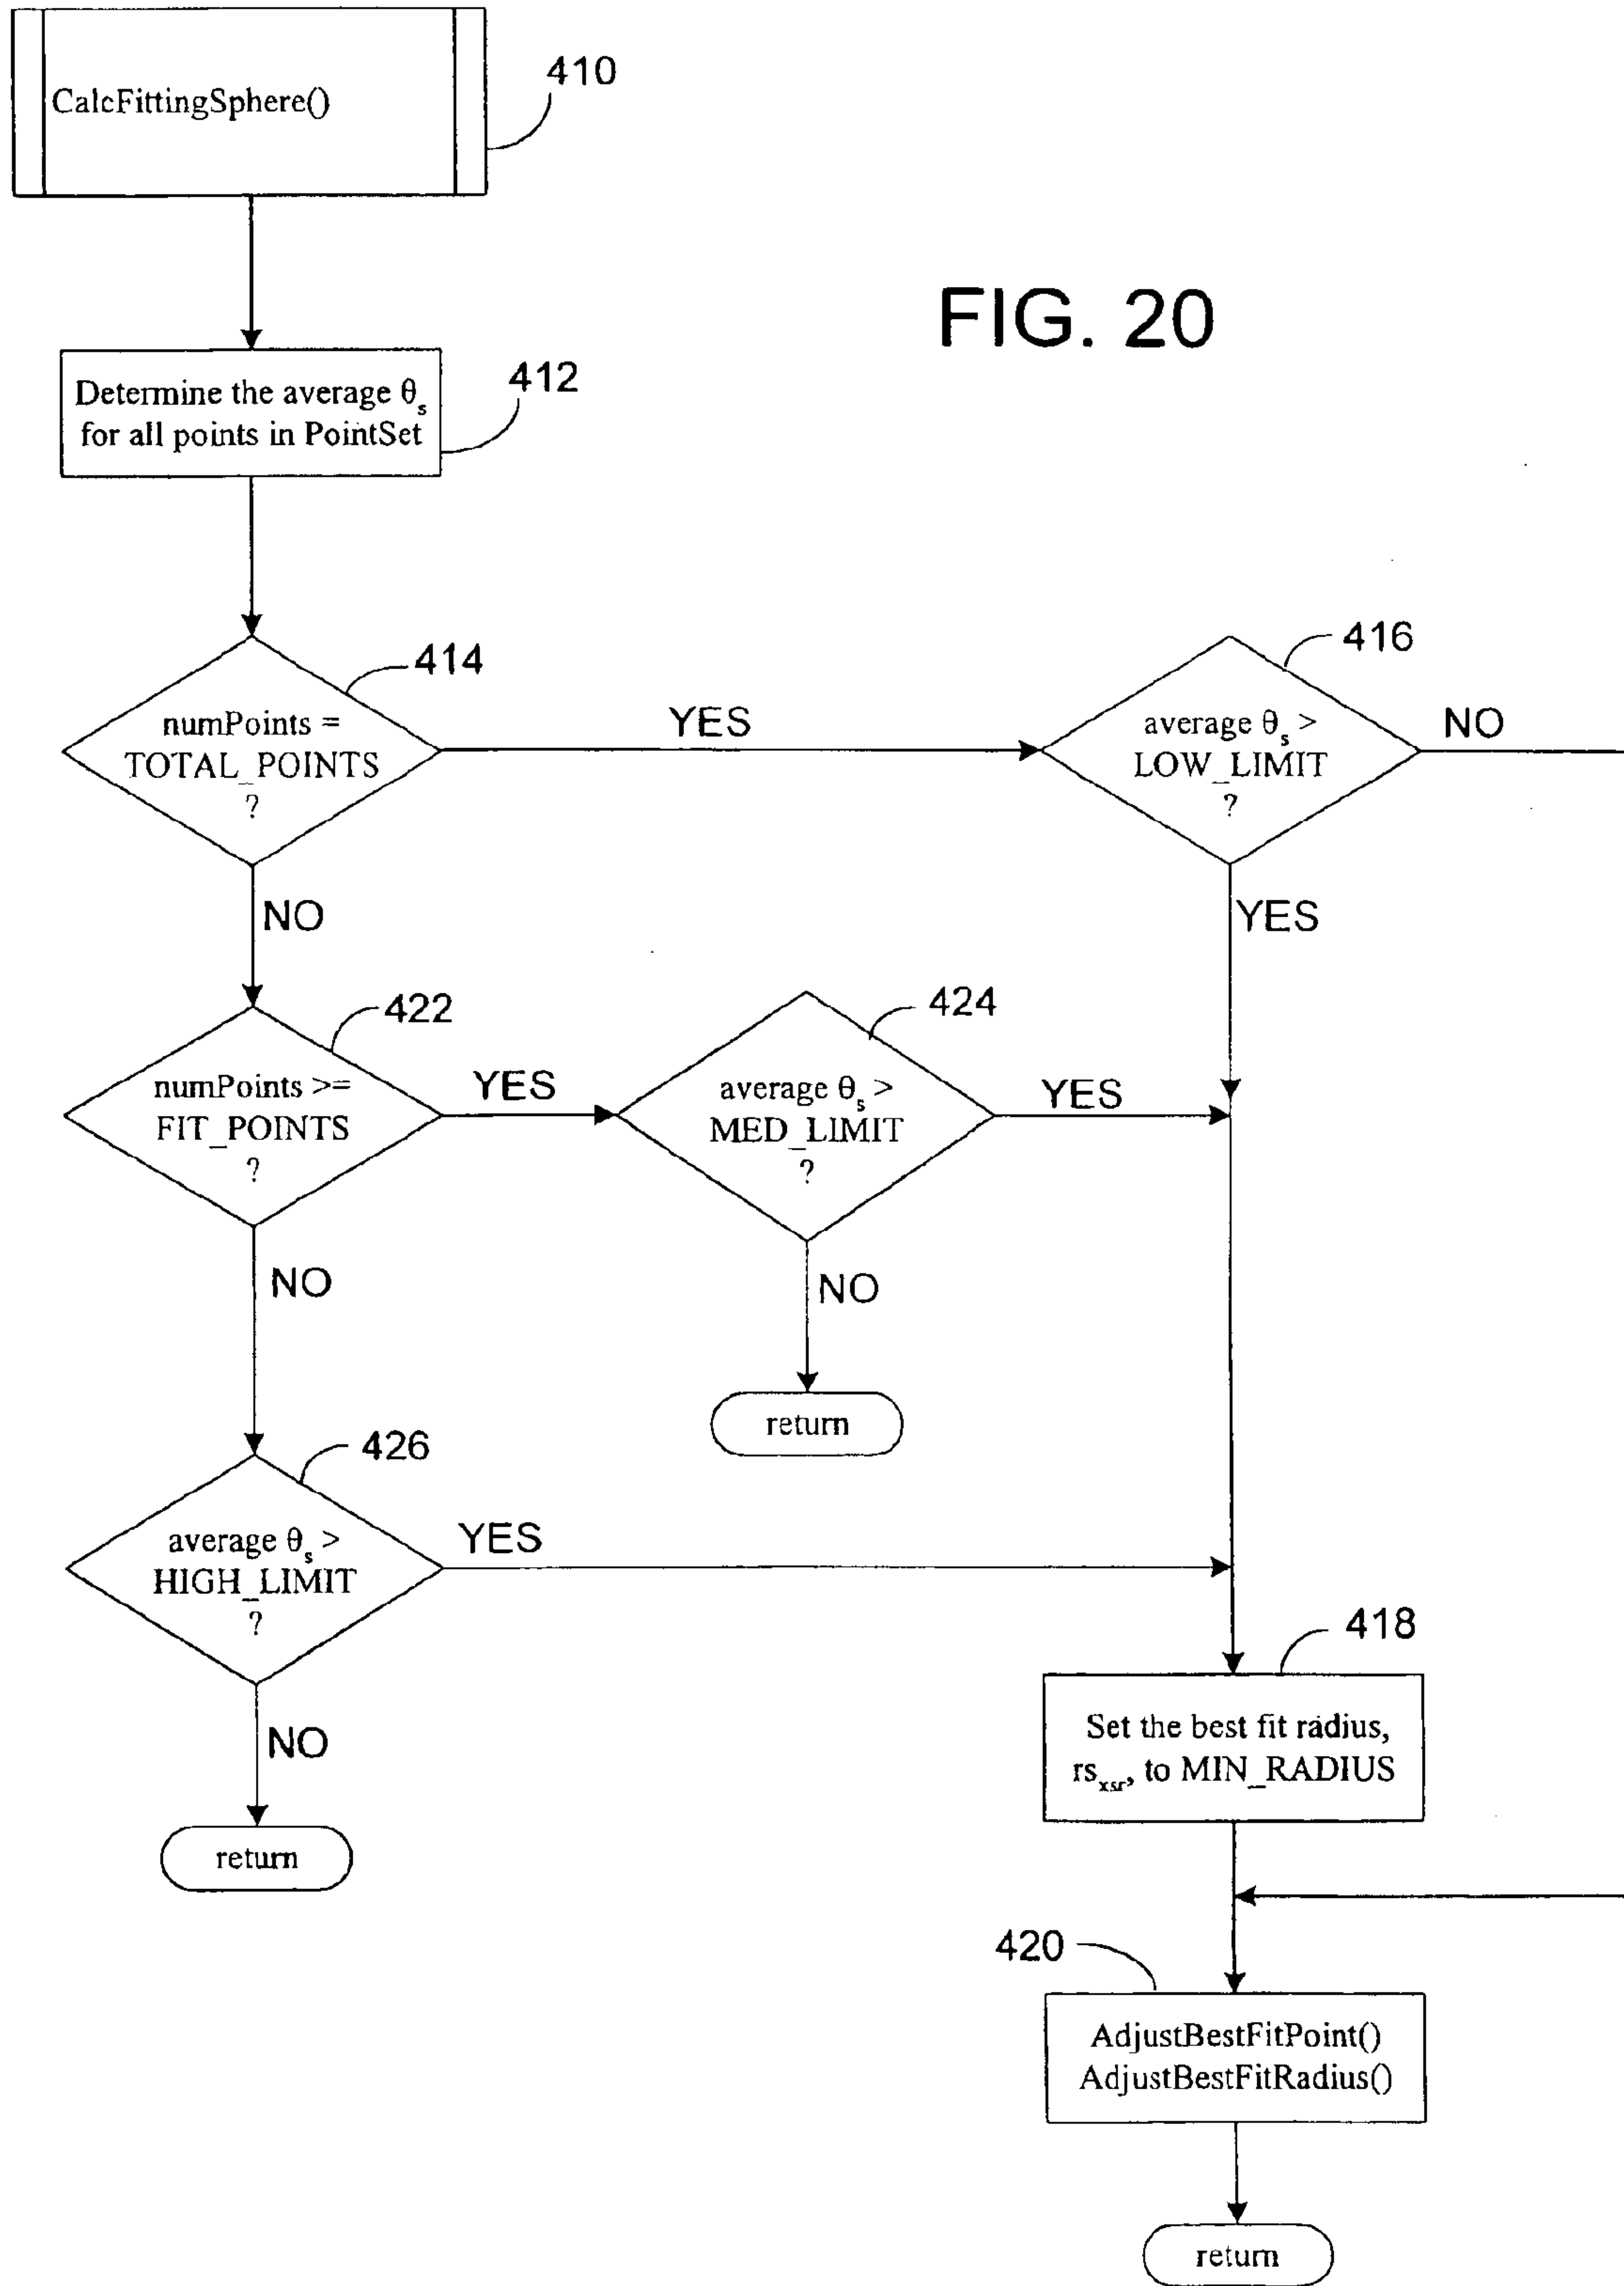 CalcFittingSphere()
410
FIG. 20
Determine the average θs
for all points in PointSet
412
414
numPoints =
TOTAL_POINTS
?
YES
416
average θs >
LOW_LIMIT
?
NO
NO
YES
422
numPoints >=
FIT_POINTS
?
YES
424
average θs >
MED_LIMIT
?
YES
NO
NO
return
426
average θs >
HIGH_LIMIT
?
YES
NO
return
418
Set the best fit radius,
rsxsr, to MIN_RADIUS
420
AdjustBestFitPoint()
AdjustBestFitRadius()
return